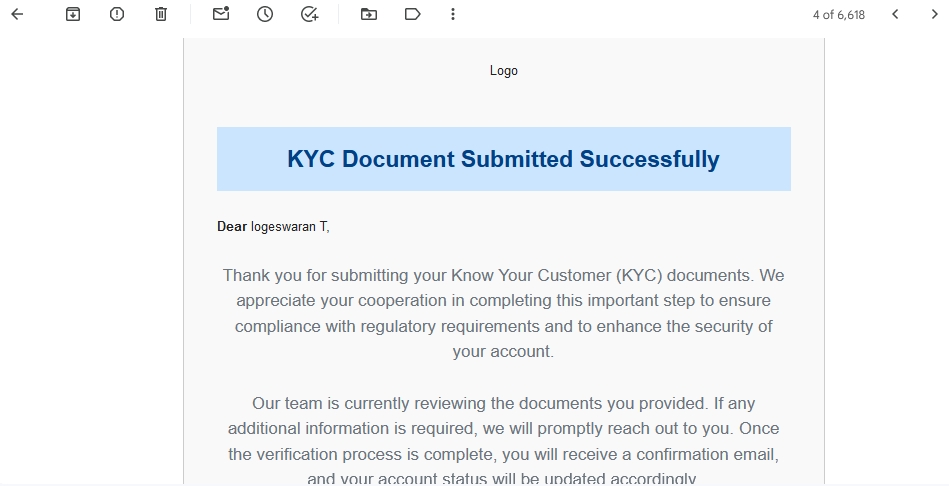 4 of 6,618
Logo
KYC Document Submitted Successfully
Dear logeswaran T,
Thank you for submitting your Know Your Customer (KYC) documents. We
appreciate your cooperation in completing this important step to ensure
compliance with regulatory requirements and to enhance the security of
your account.
Our team is currently reviewing the documents you provided. If any
additional information is required, we will promptly reach out to you. Once
the verification process is complete, you will receive a confirmation email,
and your account status will be updated accordingly